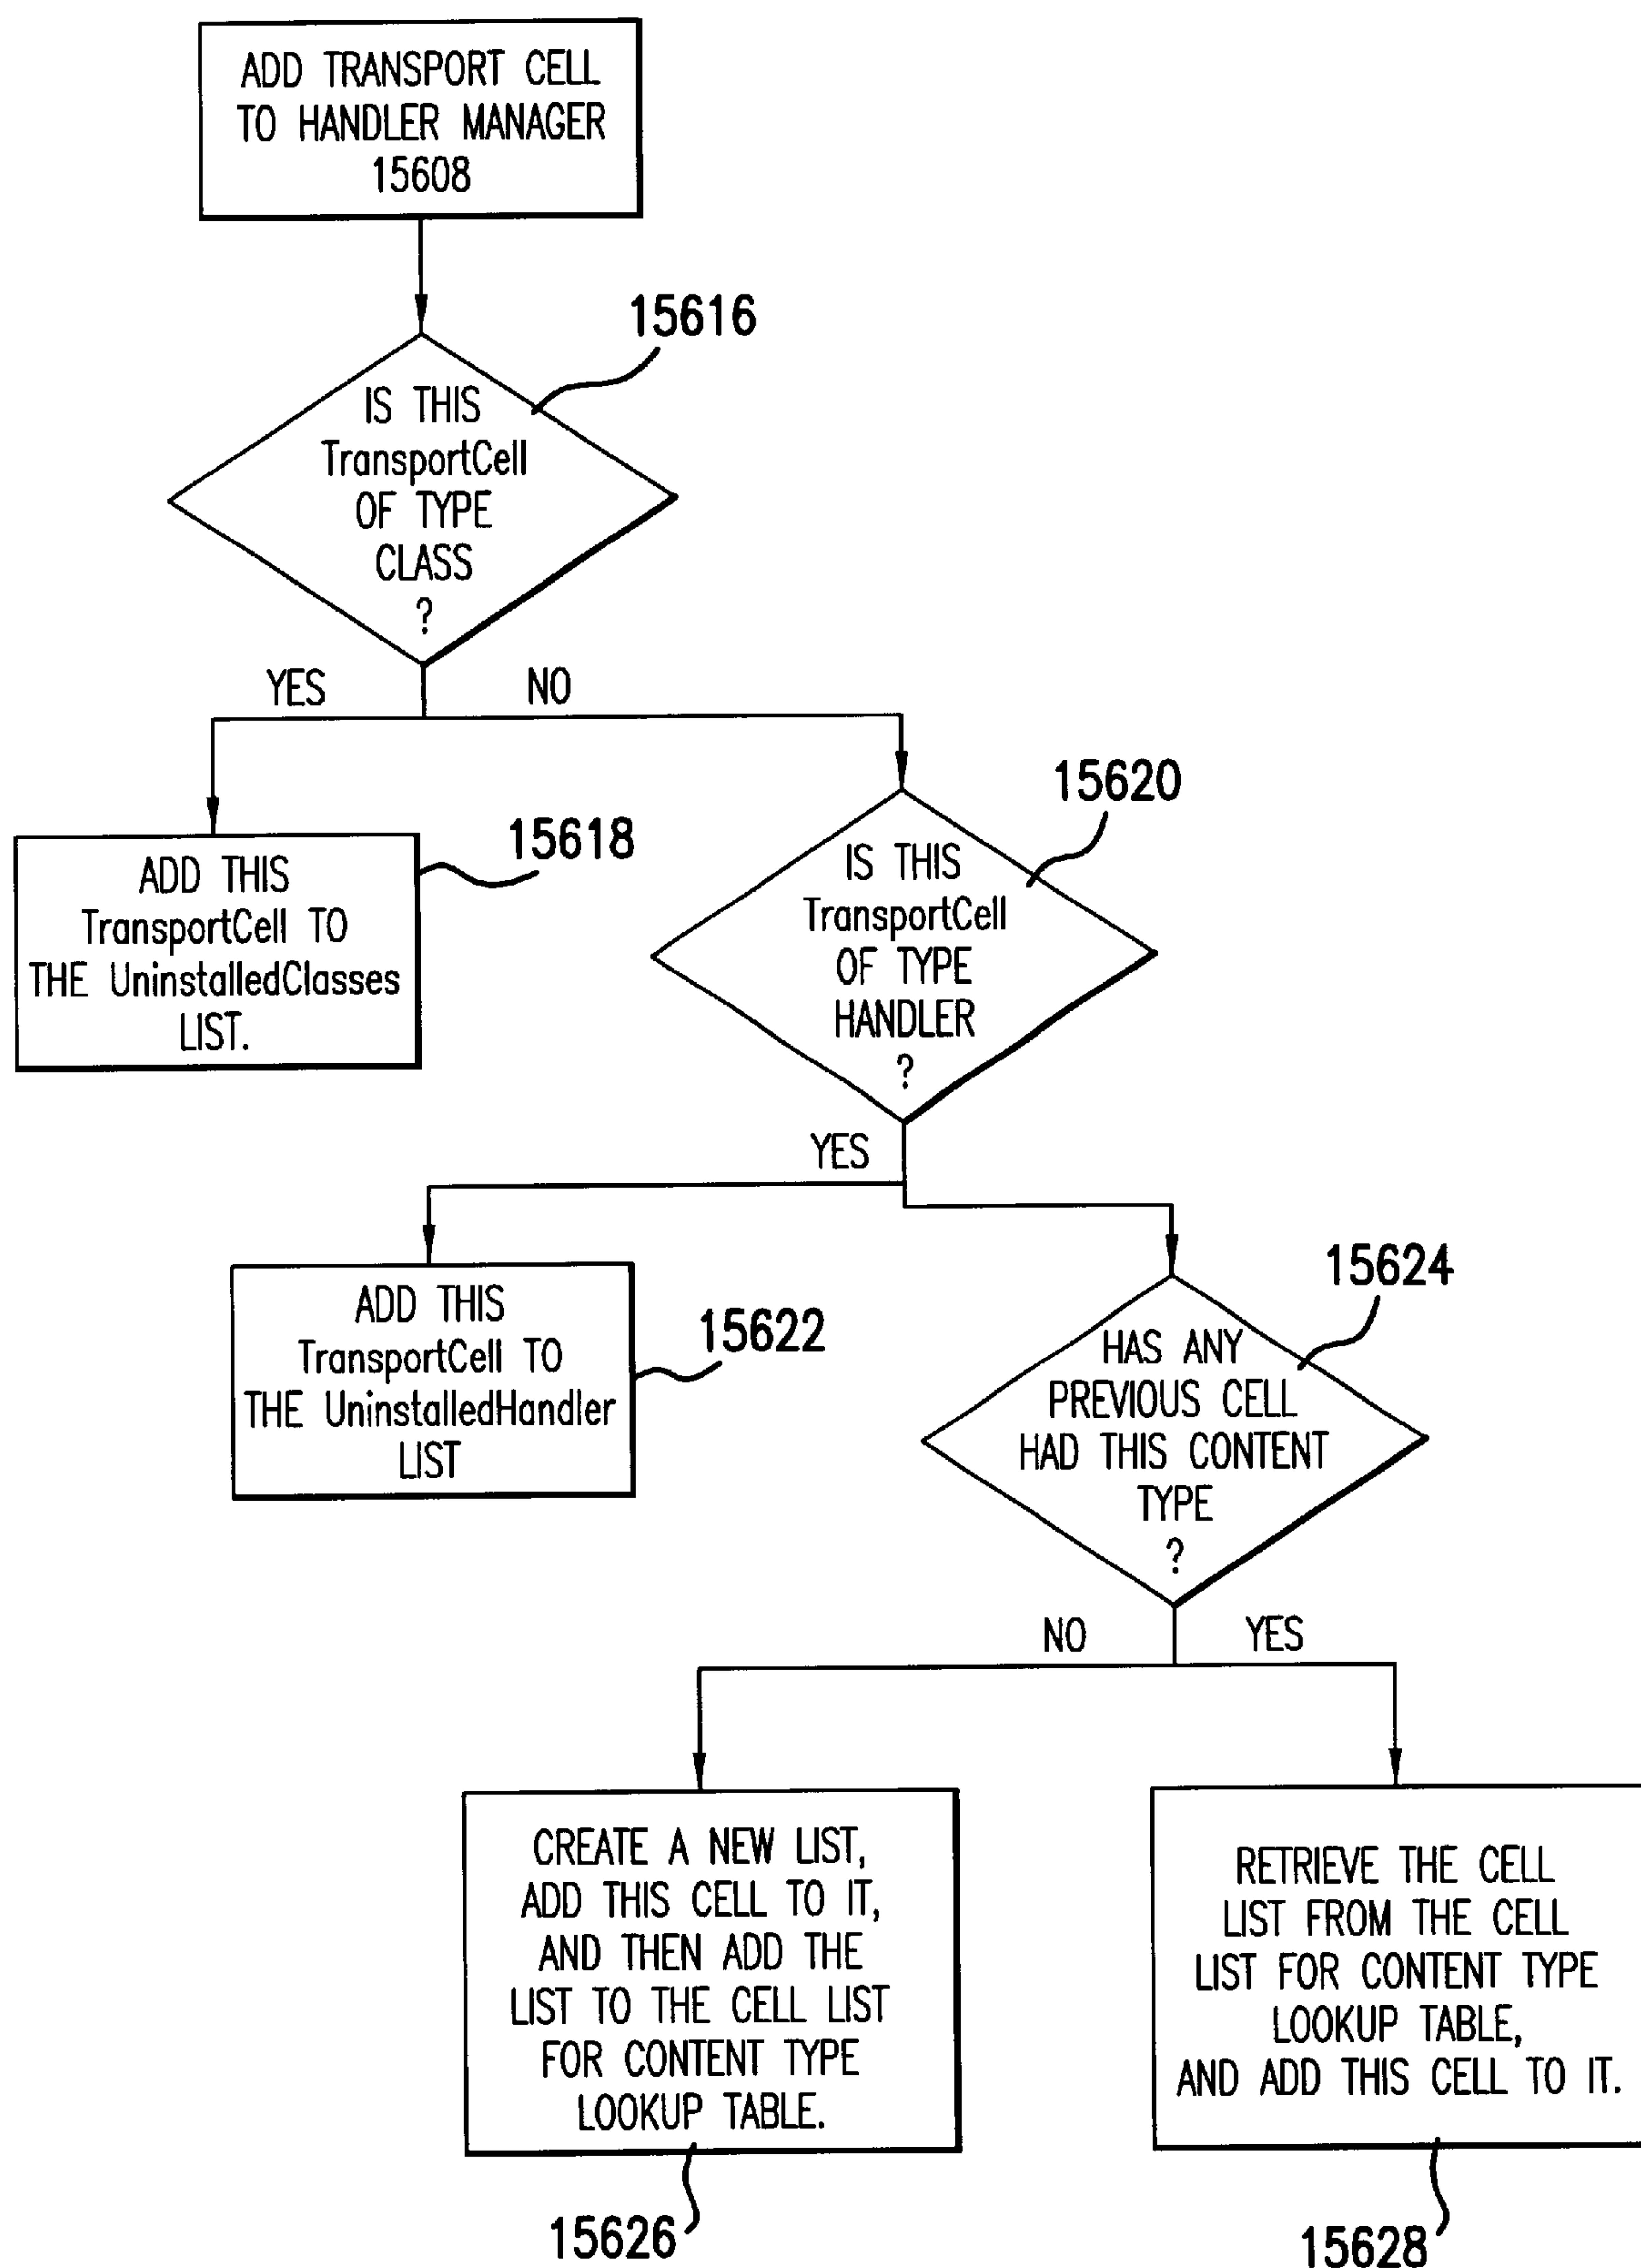 ADD TRANSPORT CELL
TO HANDLER MANAGER
15608
15616
IS THIS
TransportCell
OF TYPE
CLASS
?
YES
NO
15618
ADD THIS
TransportCell TO
THE UninstalledClasses
LIST.
15620
IS THIS
TransportCell
OF TYPE
HANDLER
?
YES
15622
ADD THIS
TransportCell TO
THE UninstalledHandler
LIST
15624
HAS ANY
PREVIOUS CELL
HAD THIS CONTENT
TYPE
?
NO
YES
CREATE A NEW LIST,
ADD THIS CELL TO IT,
AND THEN ADD THE
LIST TO THE CELL LIST
FOR CONTENT TYPE
LOOKUP TABLE.
15626
RETRIEVE THE CELL
LIST FROM THE CELL
LIST FOR CONTENT TYPE
LOOKUP TABLE,
AND ADD THIS CELL TO IT.
15628